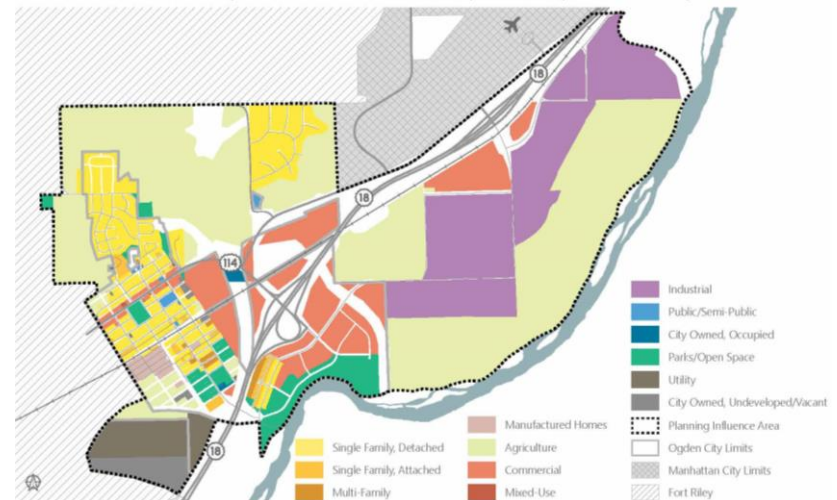 18
18
114
18
Industrial
Public/Semi-Public
City Owned, Occupied
Parks/Open Space
Utility
City Owned, Undeveloped/Vacant
Planning Influence Area
Ogden City Limits
Manhattan City Limits
Fort Riley
Manufactured Homes
Agriculture
Commercial
Mixed-Use
Single Family, Detached
Single Family, Attached
Multi-Family